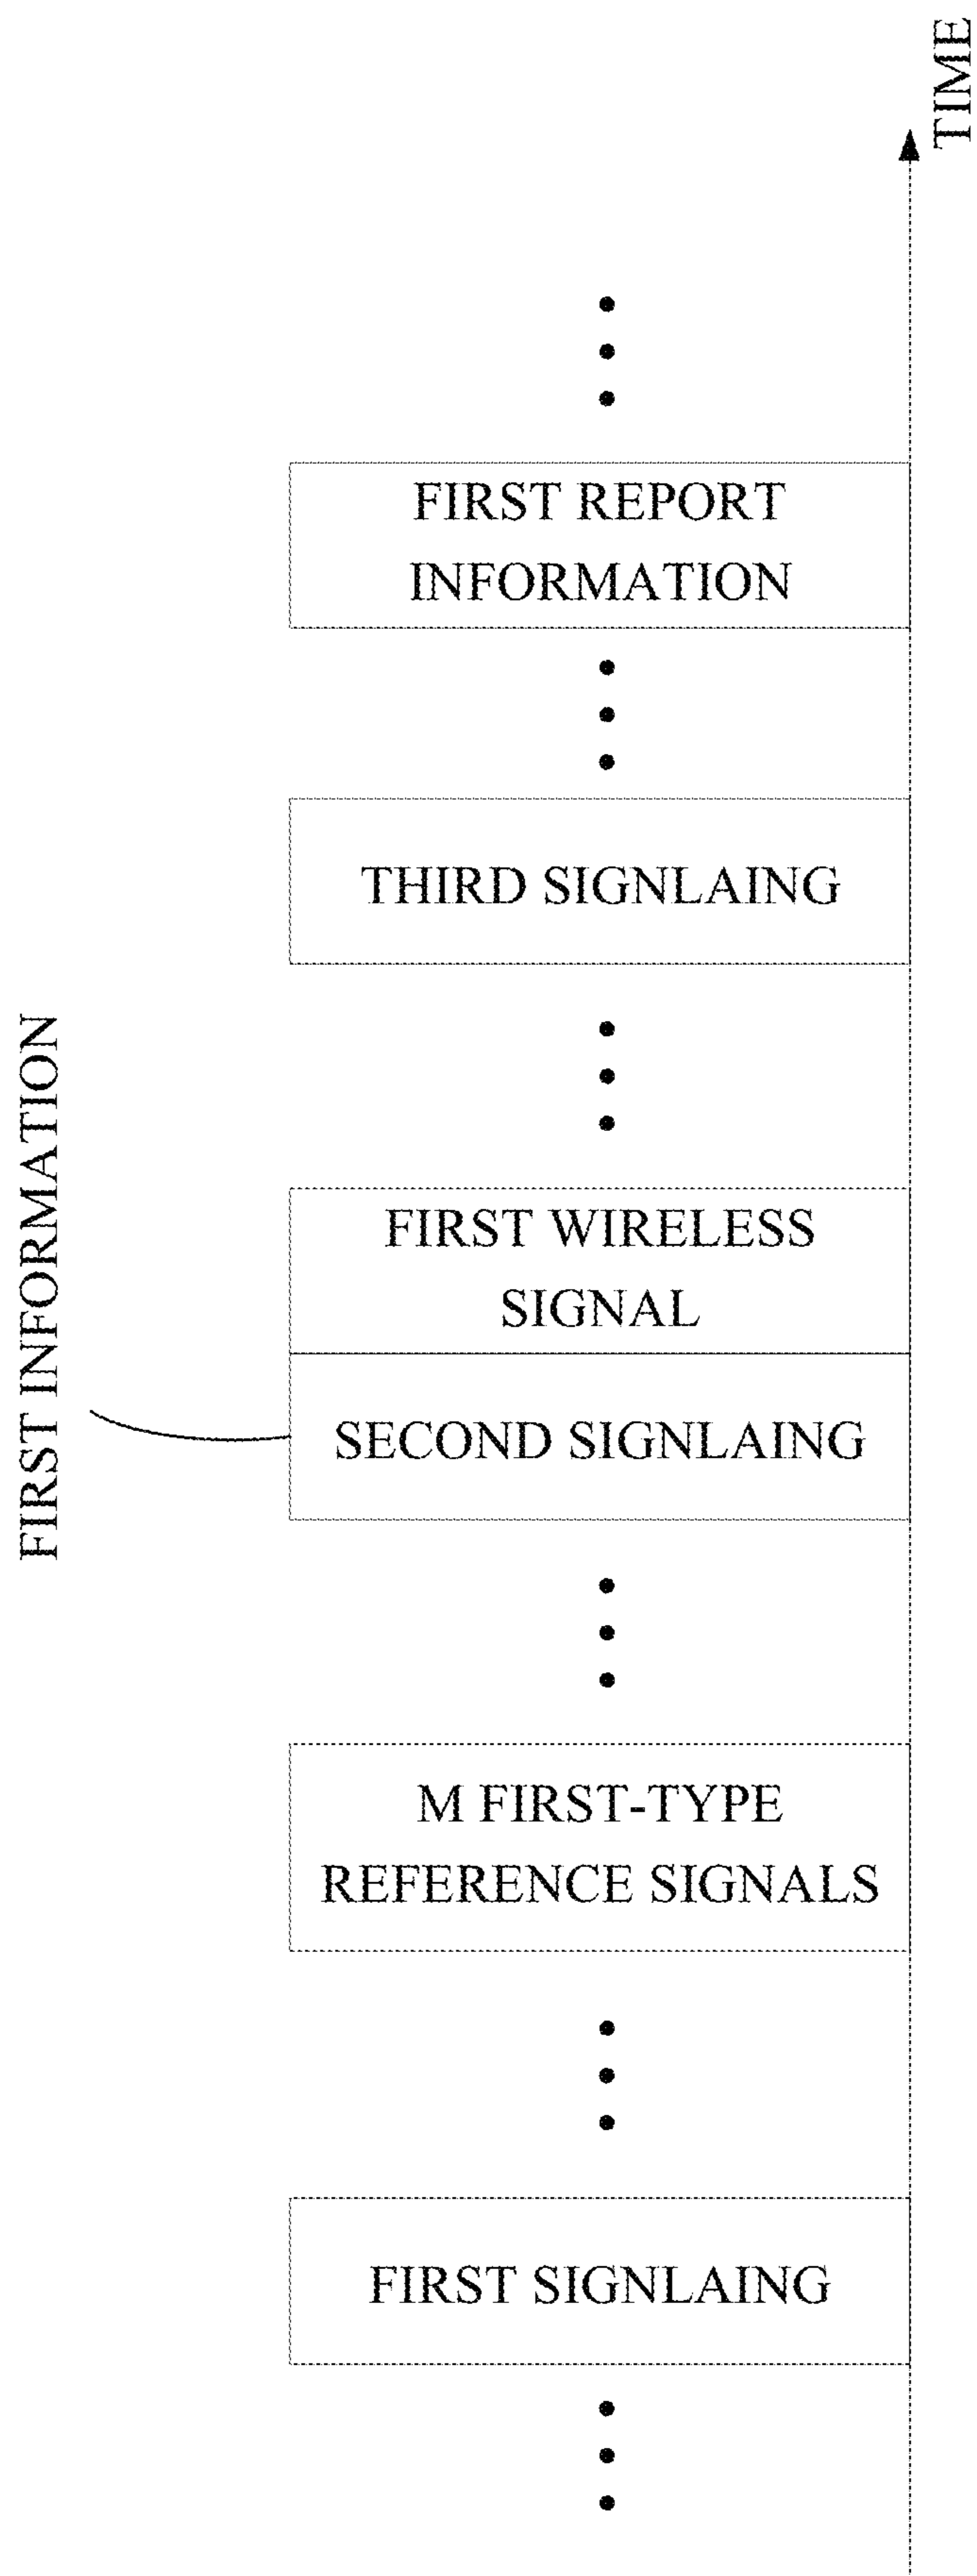 TIME
FIRST REPORT
INFORMATION
THIRD SIGNLAING
FIRST INFORMATION
FIRST WIRELESS
SIGNAL
SECOND SIGNLAING
M FIRST-TYPE
REFERENCE SIGNALS
FIRST SIGNLAING